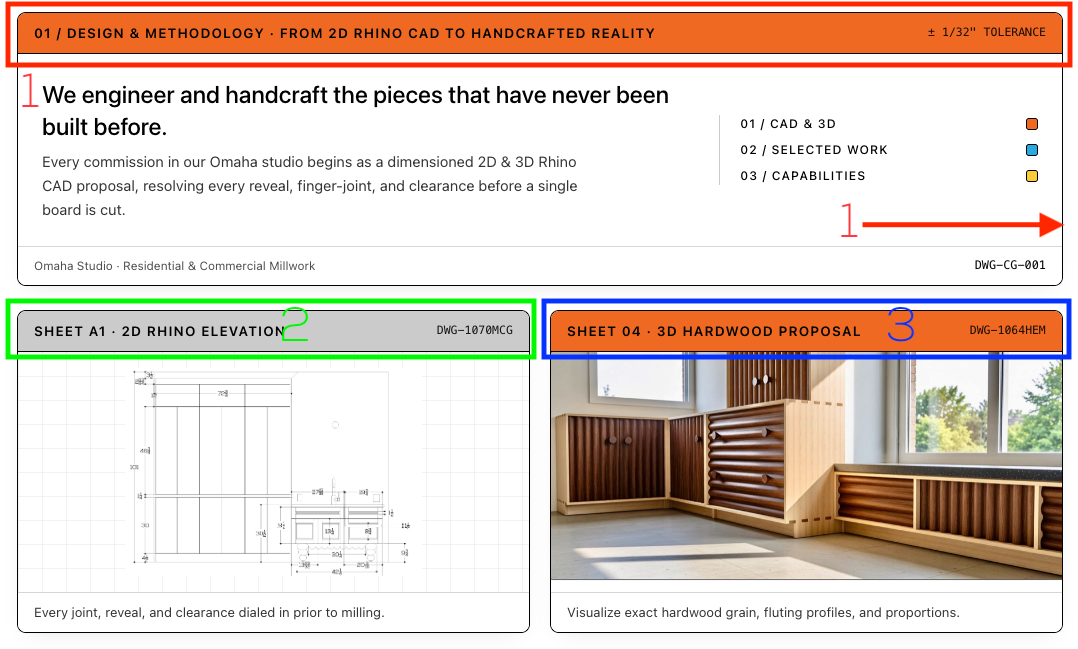 01 / DESIGN & METHODOLOGY · FROM 2D RHINO CAD TO HANDCRAFTED REALITY
± 1/32" TOLERANCE
1
We engineer and handcraft the pieces that have never been
built before.
Every commission in our Omaha studio begins as a dimensioned 2D & 3D Rhino
CAD proposal, resolving every reveal, finger-joint, and clearance before a single
board is cut.
01 / CAD & 3D
02 / SELECTED WORK
03 / CAPABILITIES
1
Omaha Studio · Residential & Commercial Millwork
DWG-CG-001
SHEET A1 · 2D RHINO ELEVATION
2
DWG-1070MCG
SHEET 04 · 3D HARDWOOD PROPOSAL
3
DWG-1064HEM
Every joint, reveal, and clearance dialed in prior to milling.
Visualize exact hardwood grain, fluting profiles, and proportions.